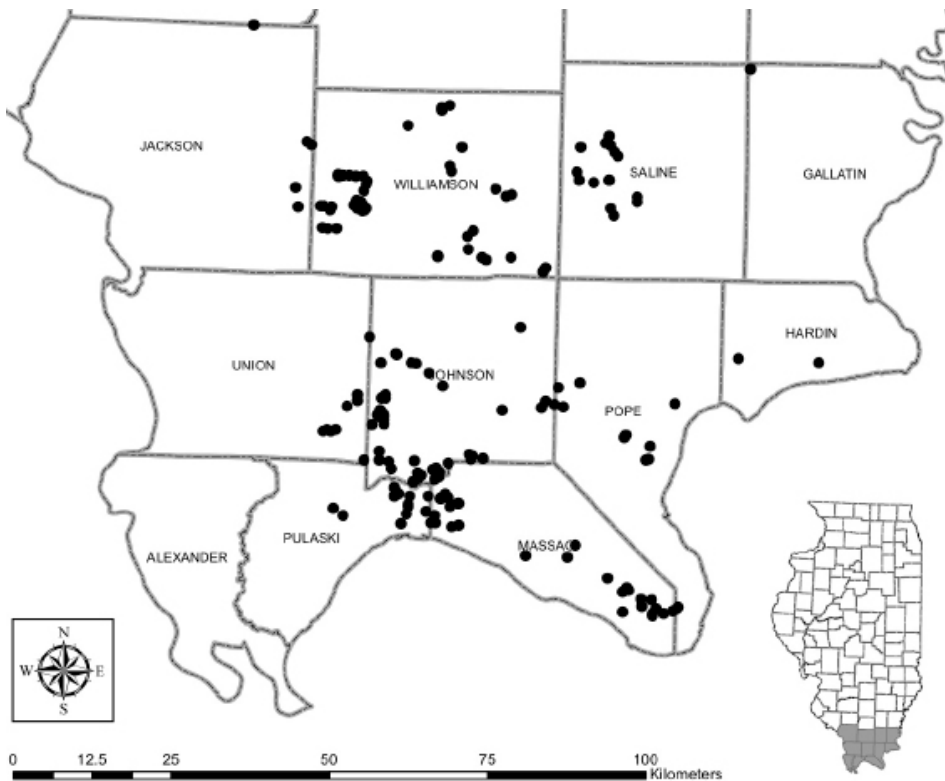 JACKSON
WILLIAMSON
SALINE
GALLATIN
UNION
JOHNSON
HARDIN
POPE
PULASKI
ALEXANDER
MASSAC
N
W E
S
0 12.5 25 50 75 100
Kilometers